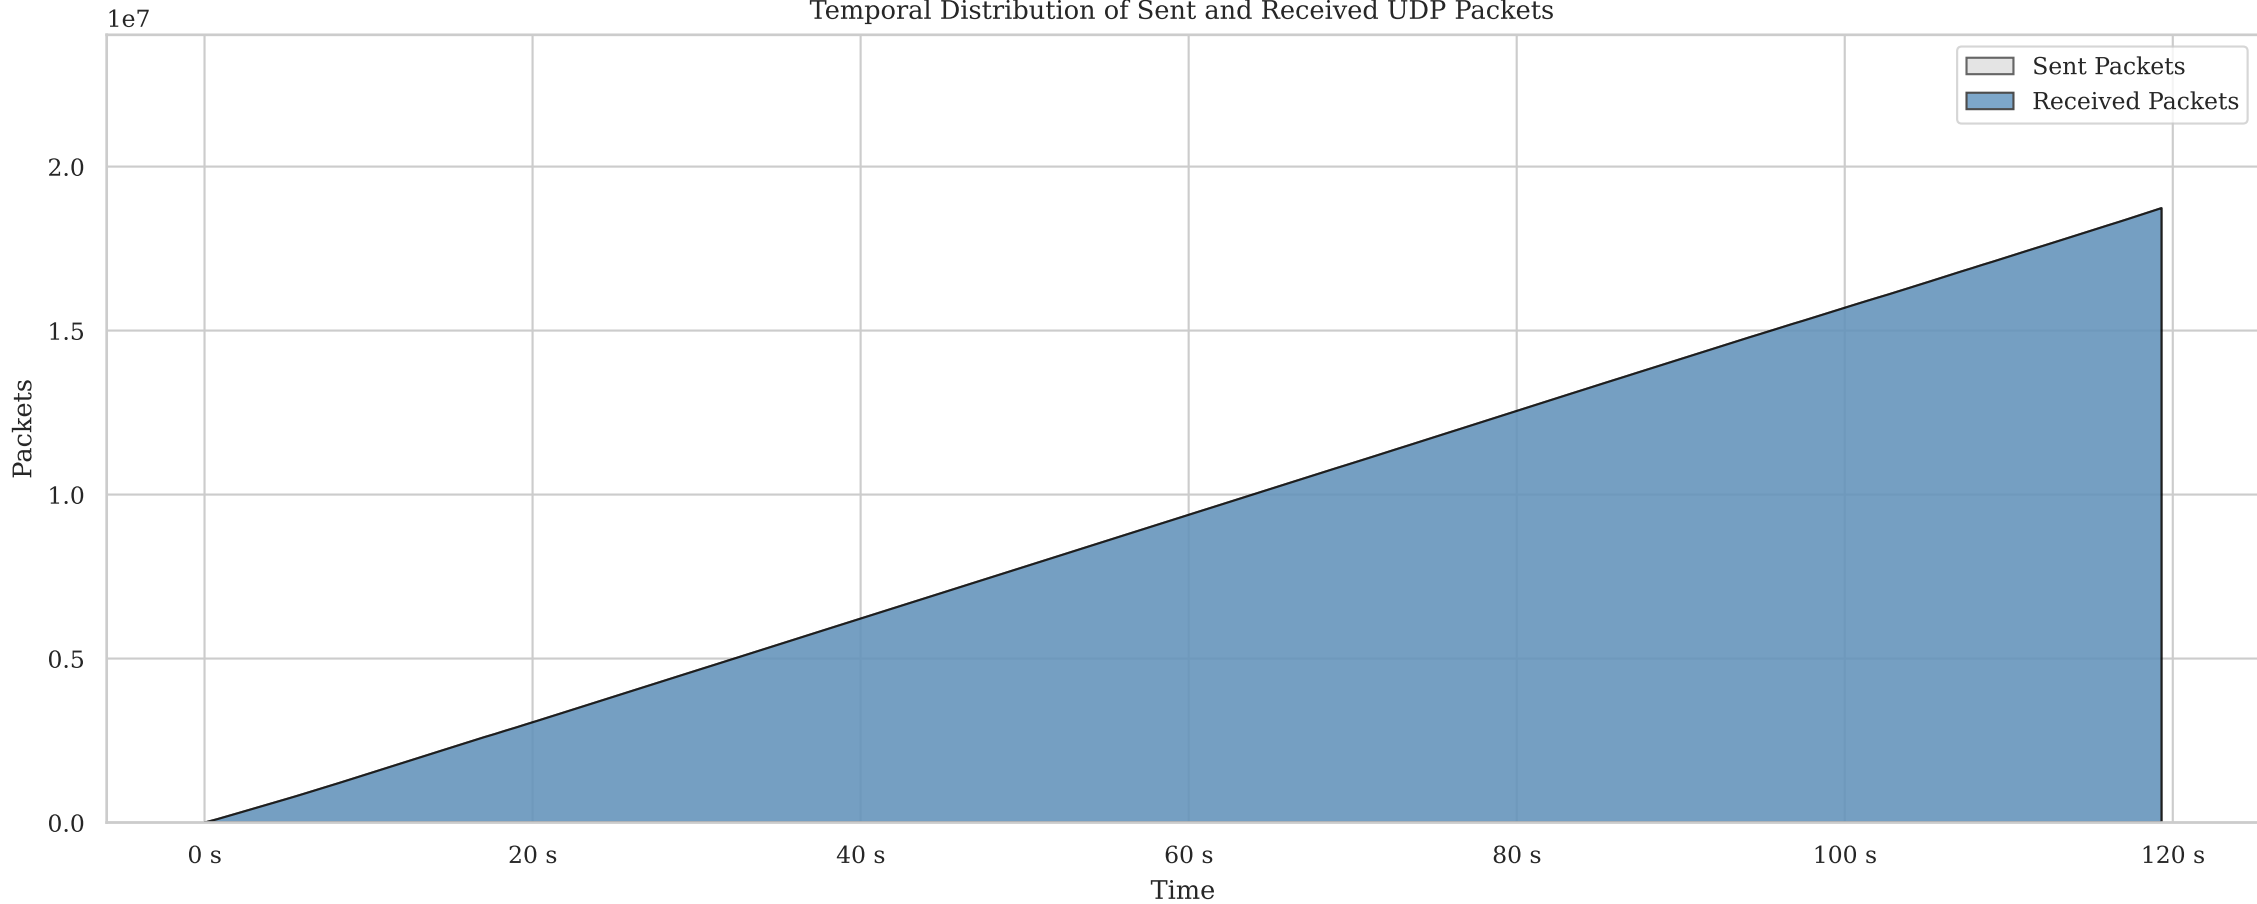 Temporal Distribution of Sent and Received UDP Packets
1e7
Sent Packets
Received Packets
2.0
1.5
1.0
0.5
0.0
Packets
0 s
20 s
40 s
60 s
80 s
100 s
120 s
Time